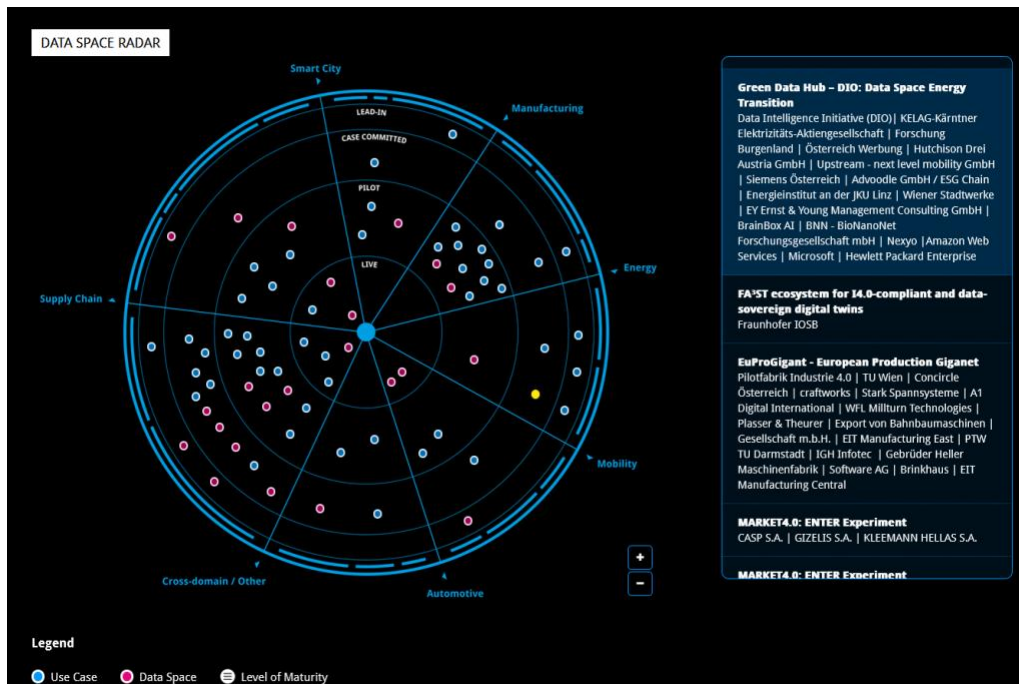 DATA SPACE RADAR
Smart City
Manufacturing
LEAD-IN
CASE COMMITTED
PILOT
LIVE
Energy
Supply Chain
Mobility
Cross-domain / Other
Automotive
+
−
Green Data Hub – DIO: Data Space Energy
Transition
Data Intelligence Initiative (DIO)| KELAG-Kärntner
Elektrizitäts-Aktiengesellschaft | Forschung
Burgenland | Österreich Werbung | Hutchison Drei
Austria GmbH | Upstream - next level mobility GmbH
| Siemens Österreich | Advoodle GmbH / ESG Chain
| Energieinstitut an der JKU Linz | Wiener Stadtwerke
| EY Ernst & Young Management Consulting GmbH |
BrainBox AI | BNN - BioNanoNet
Forschungsgesellschaft mbH | Nexyo |Amazon Web
Services | Microsoft | Hewlett Packard Enterprise
FA³ST ecosystem for I4.0-compliant and data-
sovereign digital twins
Fraunhofer IOSB
EuProGigant - European Production Giganet
Pilotfabrik Industrie 4.0 | TU Wien | Concircle
Österreich | craftworks | Stark Spannsysteme | A1
Digital International | WFL Millturn Technologies |
Plasser & Theurer | Export von Bahnbaumaschinen |
Gesellschaft m.b.H. | EIT Manufacturing East | PTW
TU Darmstadt | IGH Infotec | Gebrüder Heller
Maschinenfabrik | Software AG | Brinkhaus | EIT
Manufacturing Central
MARKET4.0: ENTER Experiment
CASP S.A. | GIZELIS S.A. | KLEEMANN HELLAS S.A.
MARKET4.0: ENTER Experiment
Legend
Use Case
Data Space
Level of Maturity